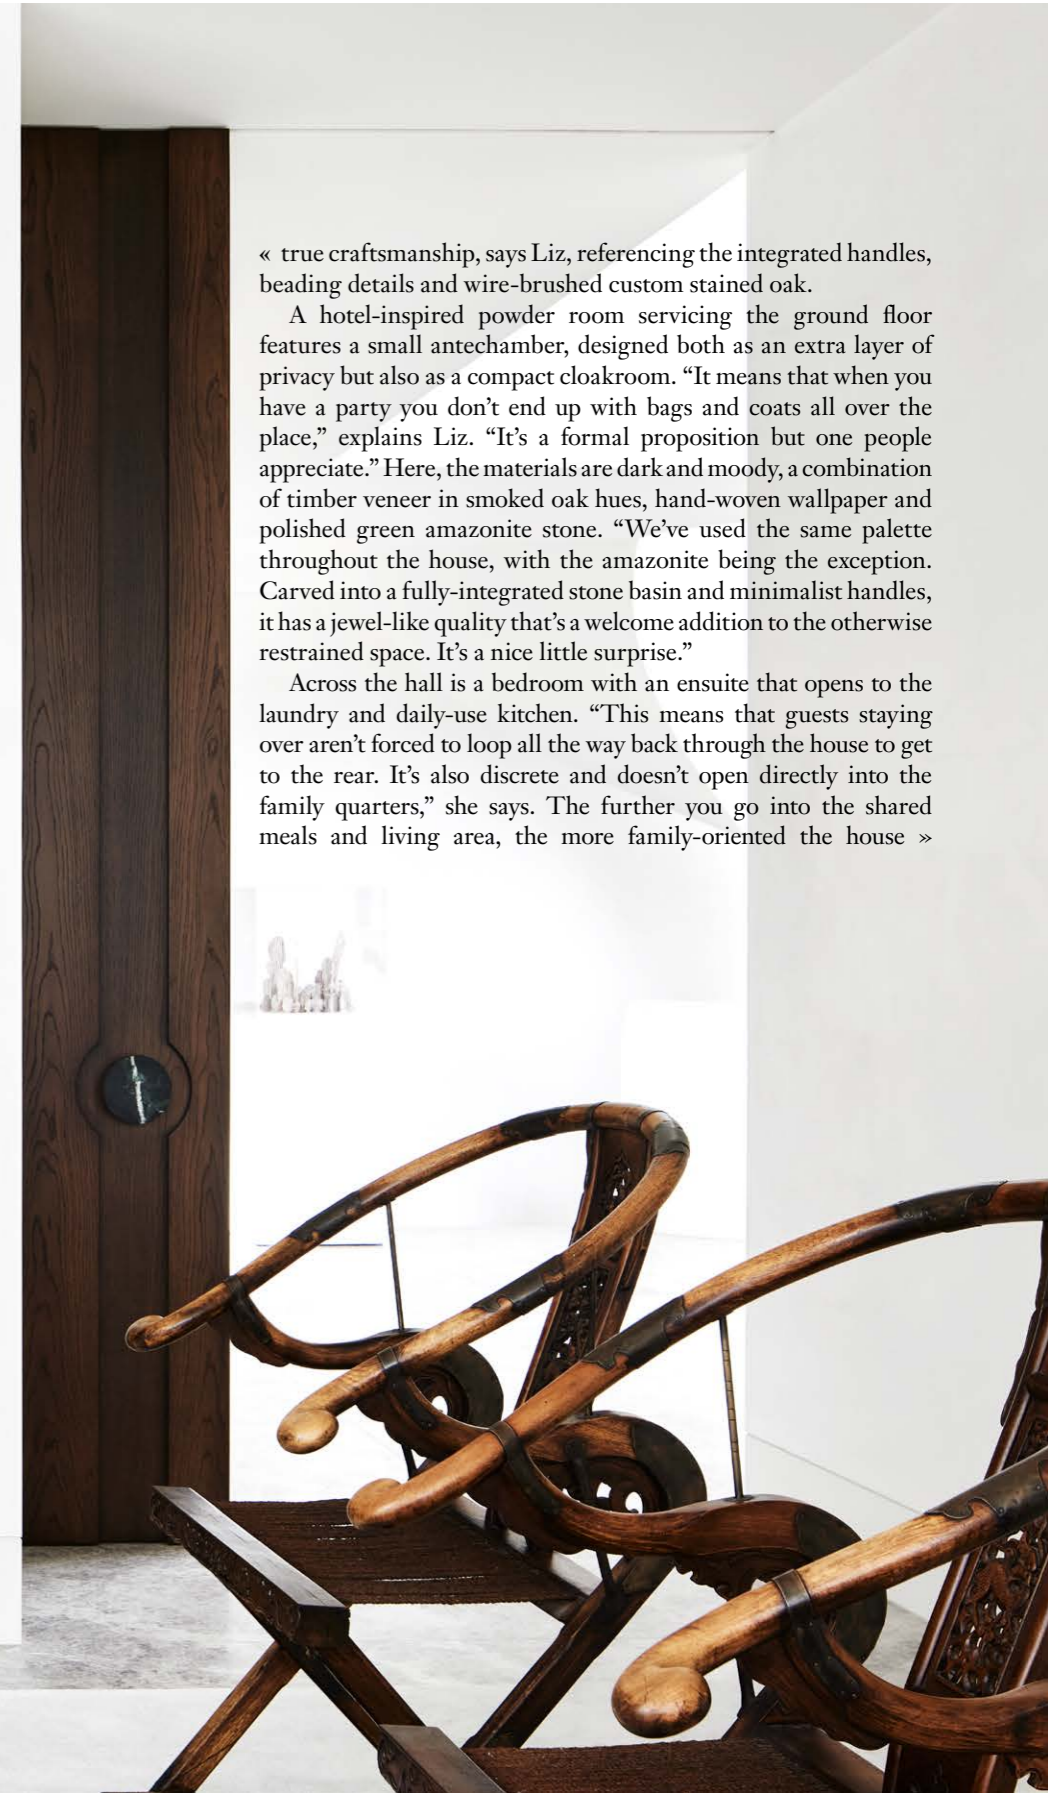 « true craftsmanship, says Liz, referencing the integrated handles,
beading details and wire-brushed custom stained oak.
A hotel-inspired powder room servicing the ground floor
features a small antechamber, designed both as an extra layer of
privacy but also as a compact cloakroom. “It means that when you
have a party you don’t end up with bags and coats all over the
place,” explains Liz. “It’s a formal proposition but one people
appreciate.” Here, the materials are dark and moody, a combination
of timber veneer in smoked oak hues, hand-woven wallpaper and
polished green amazonite stone. “We’ve used the same palette
throughout the house, with the amazonite being the exception.
Carved into a fully-integrated stone basin and minimalist handles,
it has a jewel-like quality that’s a welcome addition to the otherwise
restrained space. It’s a nice little surprise.”
Across the hall is a bedroom with an ensuite that opens to the
laundry and daily-use kitchen. “This means that guests staying
over aren’t forced to loop all the way back through the house to get
to the rear. It’s also discrete and doesn’t open directly into the
family quarters,” she says. The further you go into the shared
meals and living area, the more family-oriented the house »